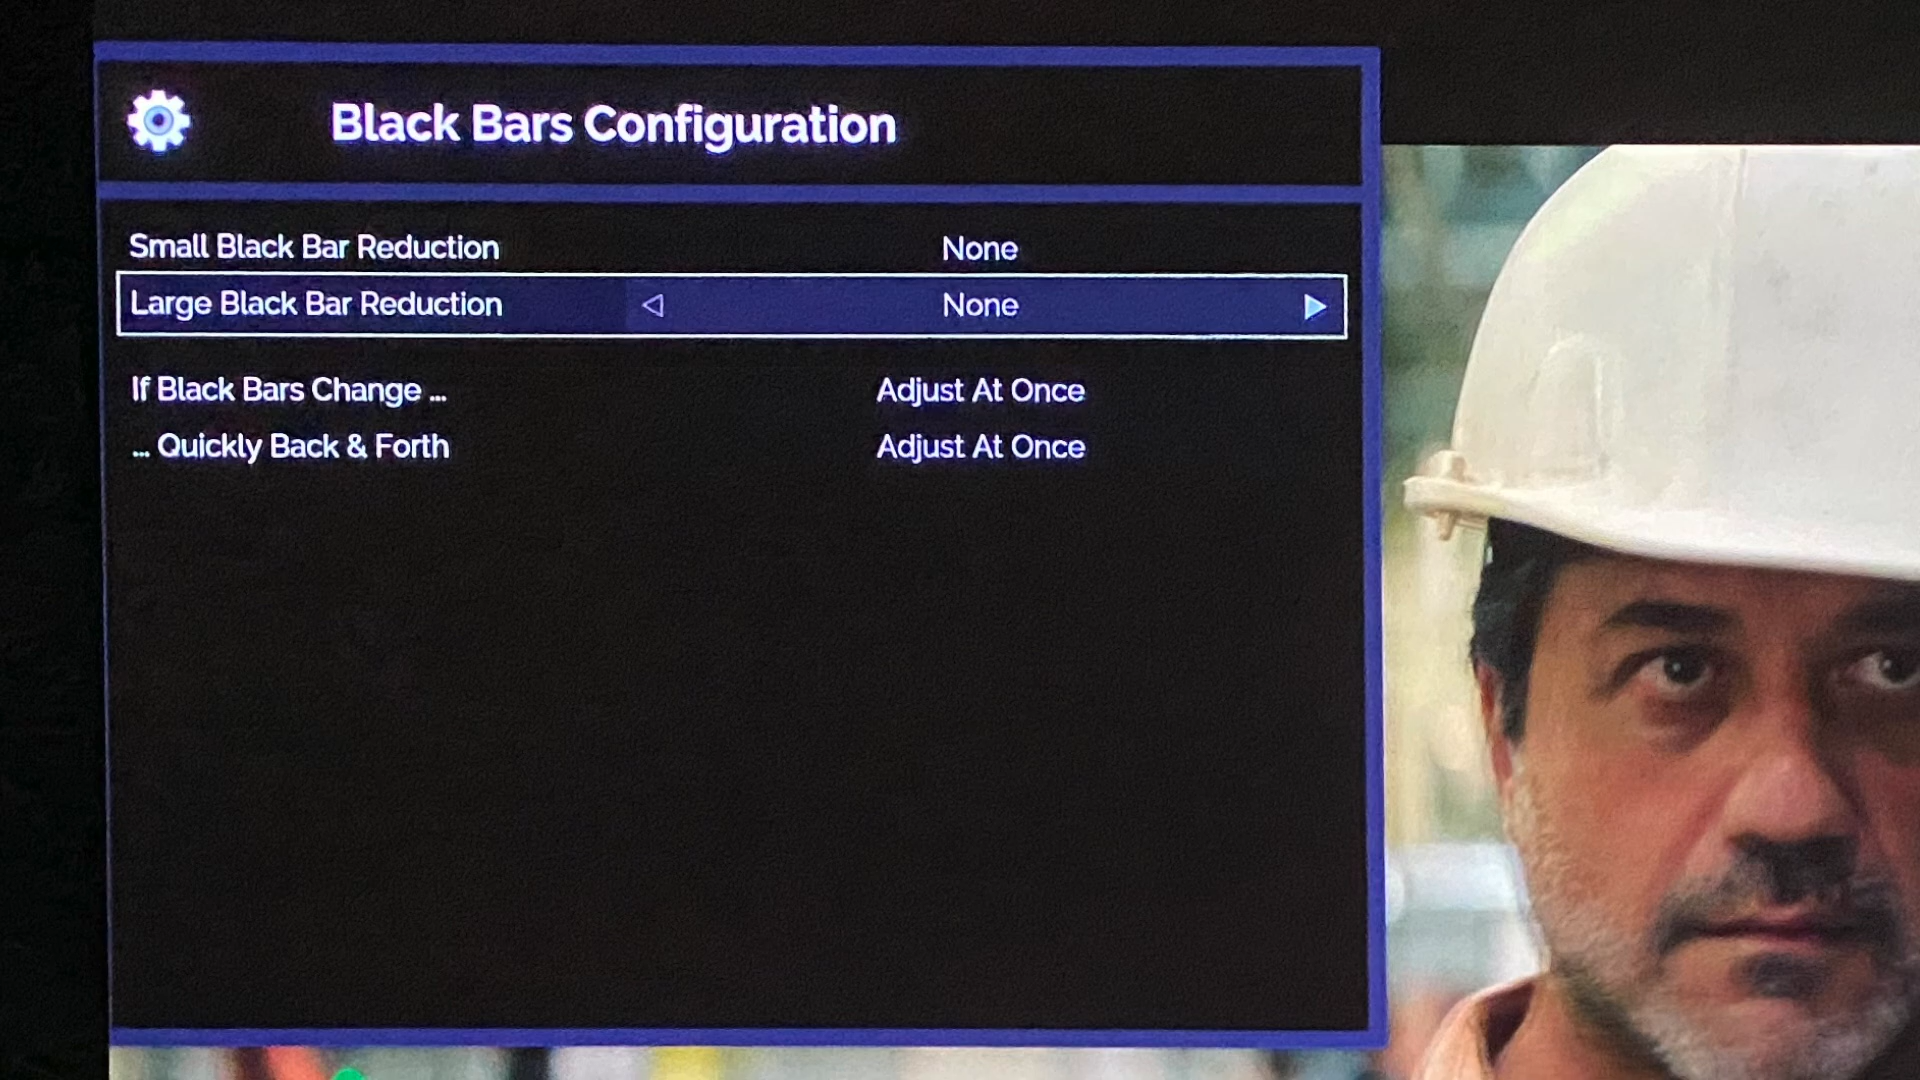 Black Bars Configuration
Small Black Bar Reduction None
Large Black Bar Reduction None
If Black Bars Change ... Adjust At Once
... Quickly Back & Forth Adjust At Once